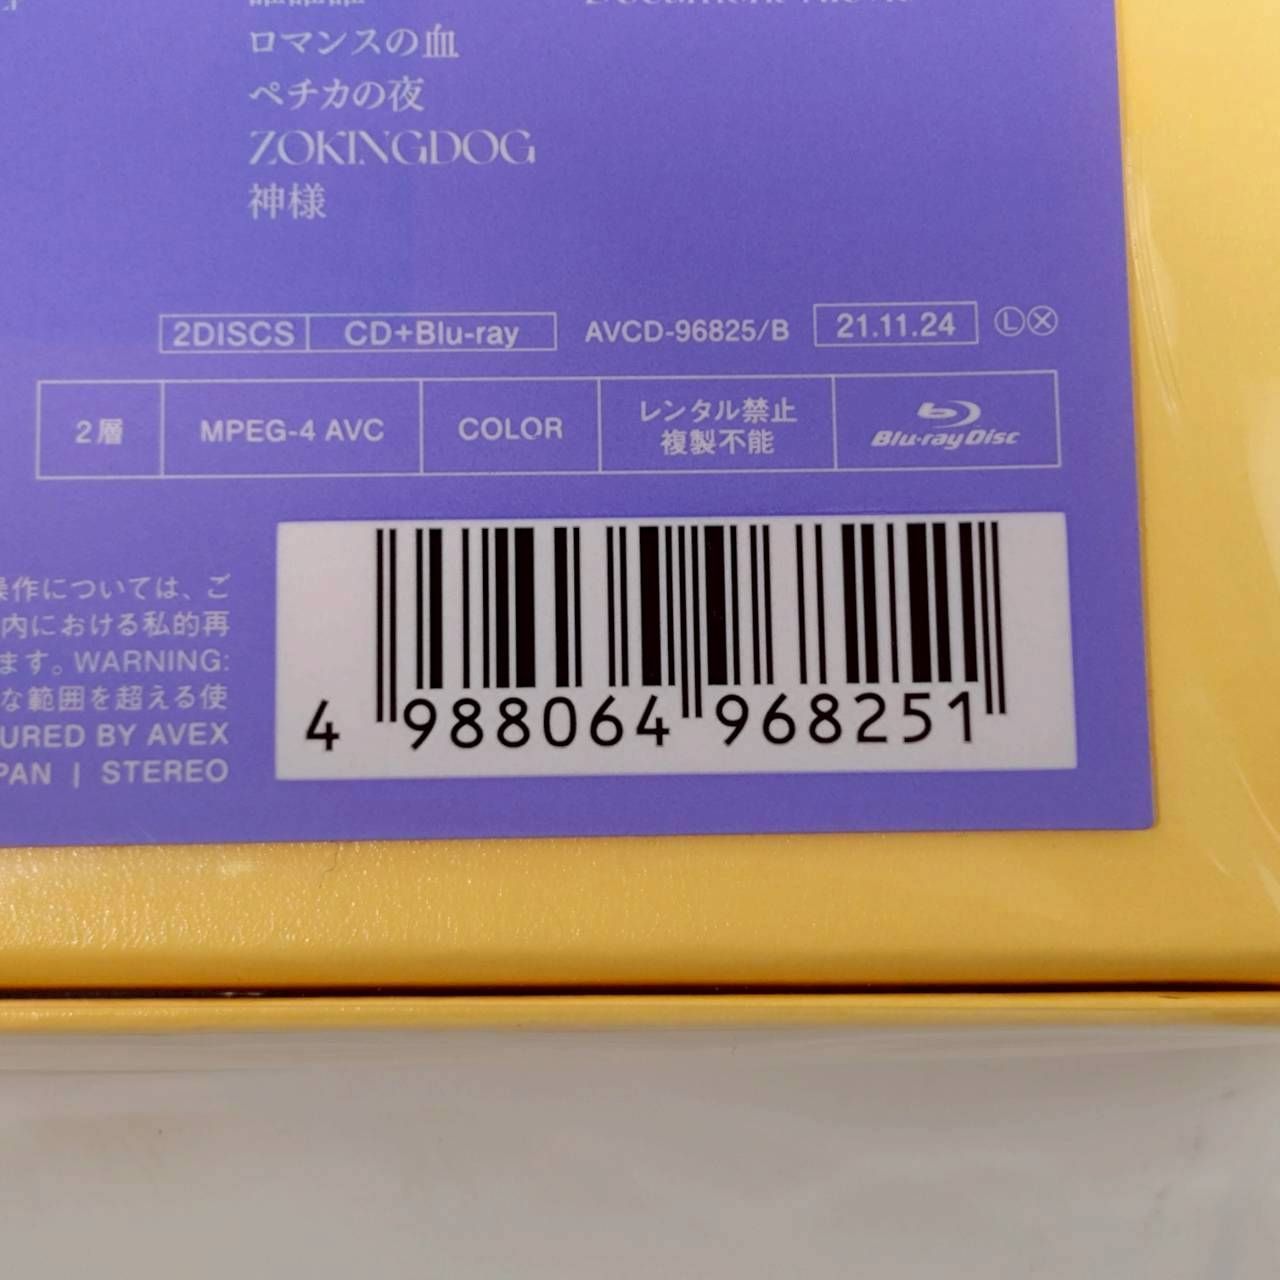 ロマンスの血
ペチカの夜
ZOKINGDOG
神様
2DISCS CD+Blu-ray AVCD-96825/B 21.11.24 Ⓛ Ⓧ
2層 MPEG-4 AVC COLOR レンタル禁止 複製不能 Blu-ray Disc
操作については、ご
内における私的再
ます。WARNING:
な範囲を超える使
URED BY AVEX
PAN | STEREO
4 988064 968251